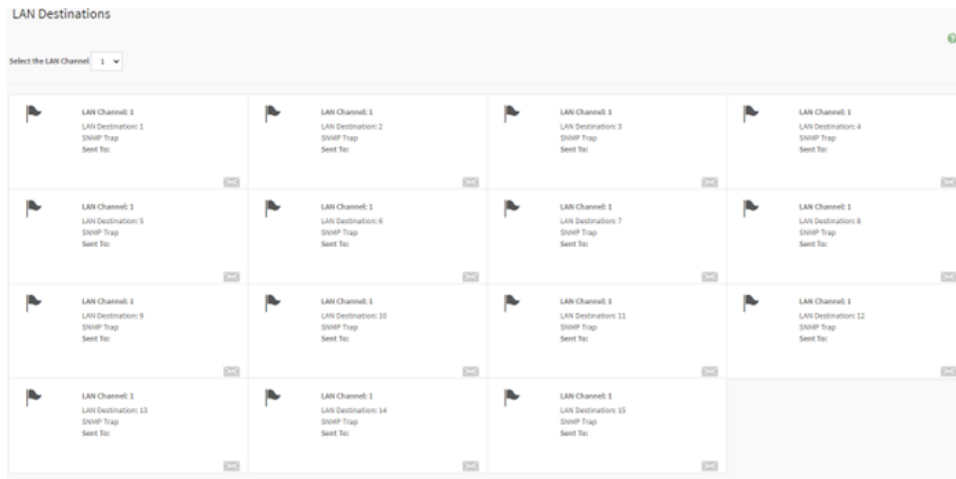 LAN Destinations
Select the LAN Channel 1
LAN Channel: 1
LAN Destination: 1
SNMP Trap
Sent To:
LAN Channel: 1
LAN Destination: 2
SNMP Trap
Sent To:
LAN Channel: 1
LAN Destination: 3
SNMP Trap
Sent To:
LAN Channel: 1
LAN Destination: 4
SNMP Trap
Sent To:
LAN Channel: 1
LAN Destination: 5
SNMP Trap
Sent To:
LAN Channel: 1
LAN Destination: 6
SNMP Trap
Sent To:
LAN Channel: 1
LAN Destination: 7
SNMP Trap
Sent To:
LAN Channel: 1
LAN Destination: 8
SNMP Trap
Sent To:
LAN Channel: 1
LAN Destination: 9
SNMP Trap
Sent To:
LAN Channel: 1
LAN Destination: 10
SNMP Trap
Sent To:
LAN Channel: 1
LAN Destination: 11
SNMP Trap
Sent To:
LAN Channel: 1
LAN Destination: 12
SNMP Trap
Sent To:
LAN Channel: 1
LAN Destination: 13
SNMP Trap
Sent To:
LAN Channel: 1
LAN Destination: 14
SNMP Trap
Sent To:
LAN Channel: 1
LAN Destination: 15
SNMP Trap
Sent To: